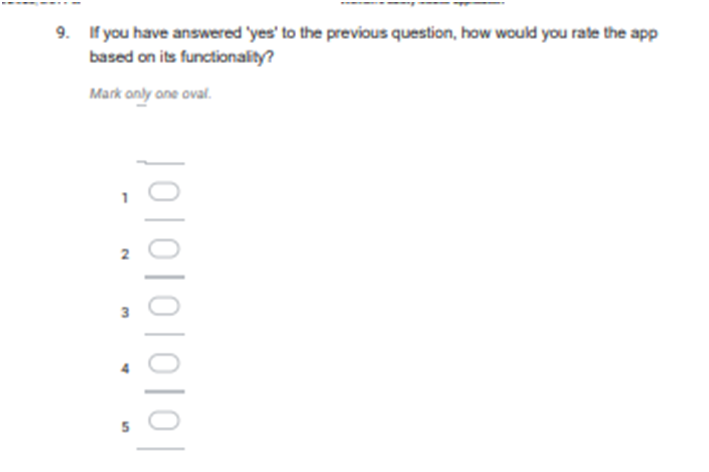 9. If you have answered 'yes' to the previous question, how would you rate the app
based on its functionality?
Mark only one oval.
1
2
3
4
5